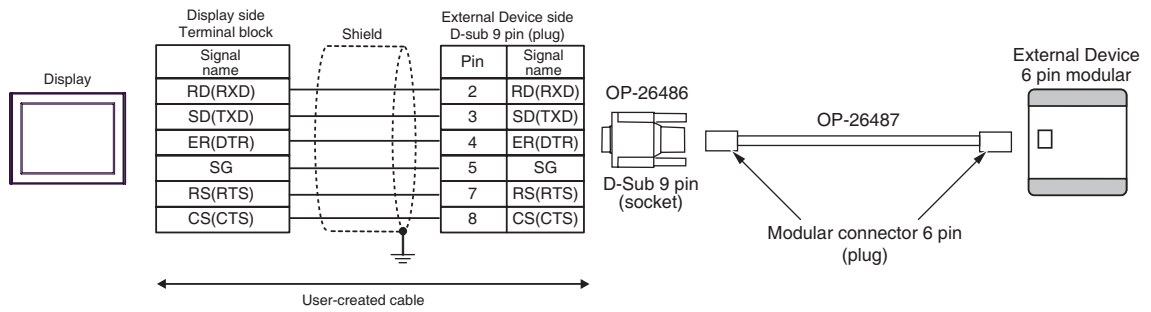 Display
Display side
Terminal block
Signal
name
RD(RXD)
SD(TXD)
ER(DTR)
SG
RS(RTS)
CS(CTS)
Shield
External Device side
D-sub 9 pin (plug)
Pin
Signal
name
2
RD(RXD)
3
SD(TXD)
4
ER(DTR)
5
SG
7
RS(RTS)
8
CS(CTS)
User-created cable
OP-26486
D-Sub 9 pin
(socket)
OP-26487
Modular connector 6 pin
(plug)
External Device
6 pin modular